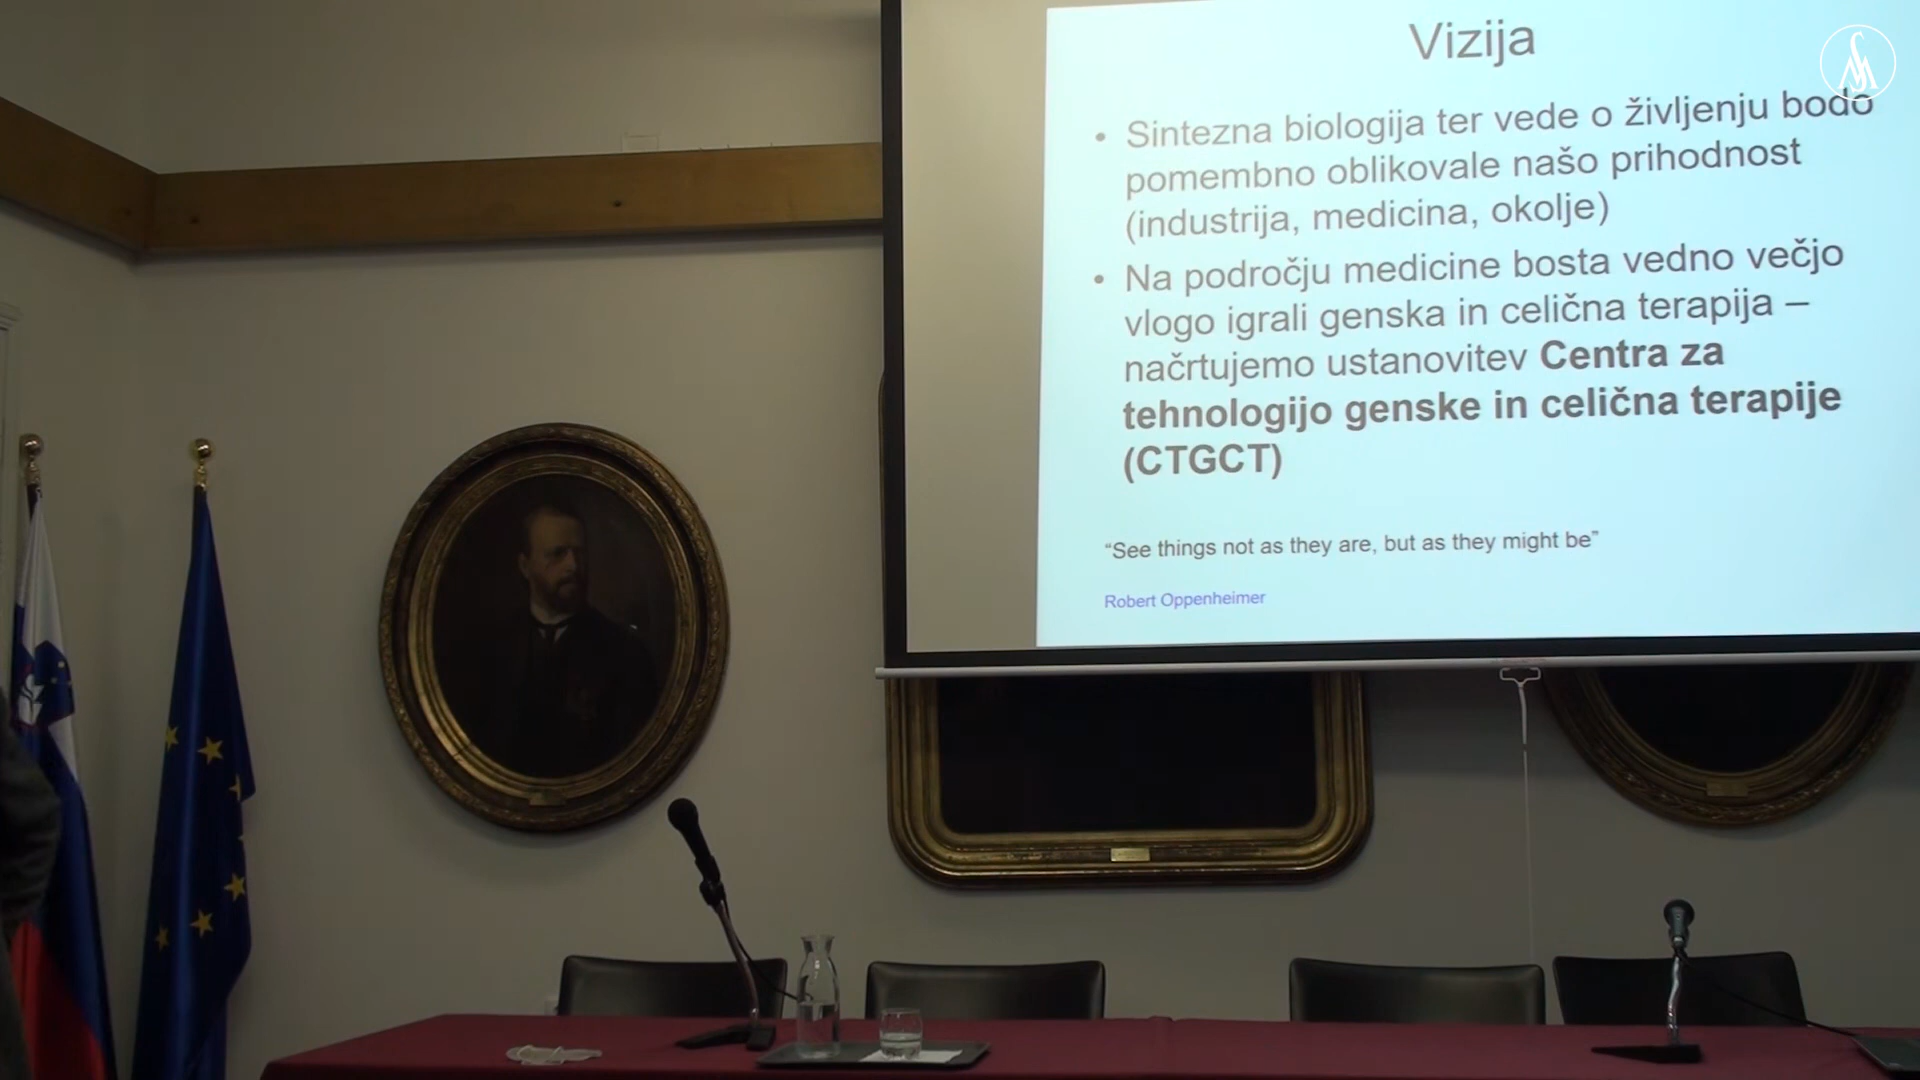 Vizija
• Sintezna biologija ter vede o življenju bodo
pomembno oblikovale našo prihodnost
(industrija, medicina, okolje)
• Na področju medicine bosta vedno večjo
vlogo igrali genska in celična terapija –
načrtujemo ustanovitev Centra za
tehnologijo genske in celična terapije
(CTGCT)
“See things not as they are, but as they might be”
Robert Oppenheimer